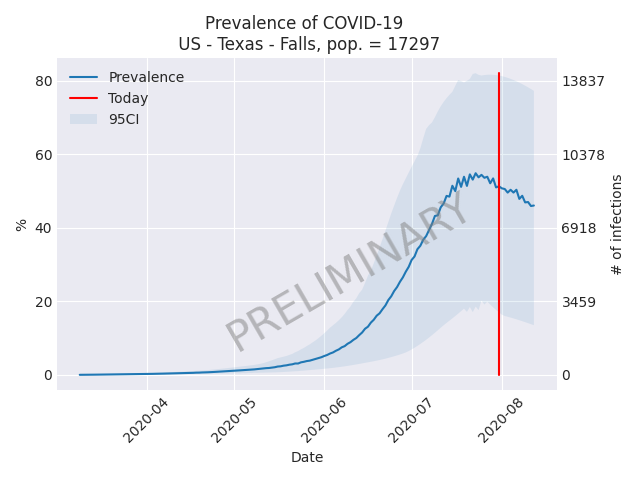 Prevalence of COVID-19
US - Texas - Falls, pop. = 17297
Prevalence
Today
95CI
PRELIMINARY
%
80
60
40
20
0
13837
10378
6918
3459
0
# of infections
2020-04
2020-05
2020-06
2020-07
2020-08
Date